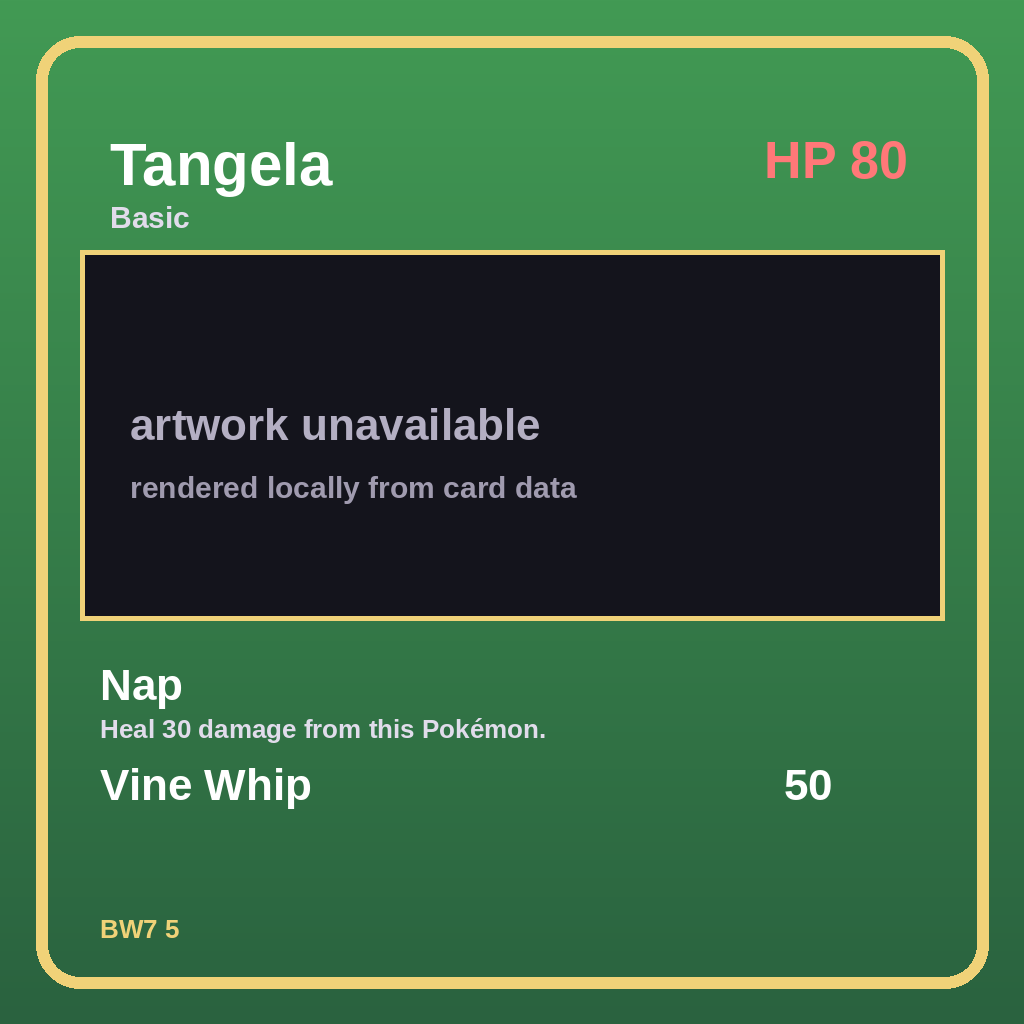 Tangela
HP 80
Basic
artwork unavailable
rendered locally from card data
Nap
Heal 30 damage from this Pokémon.
Vine Whip 50
BW7 5